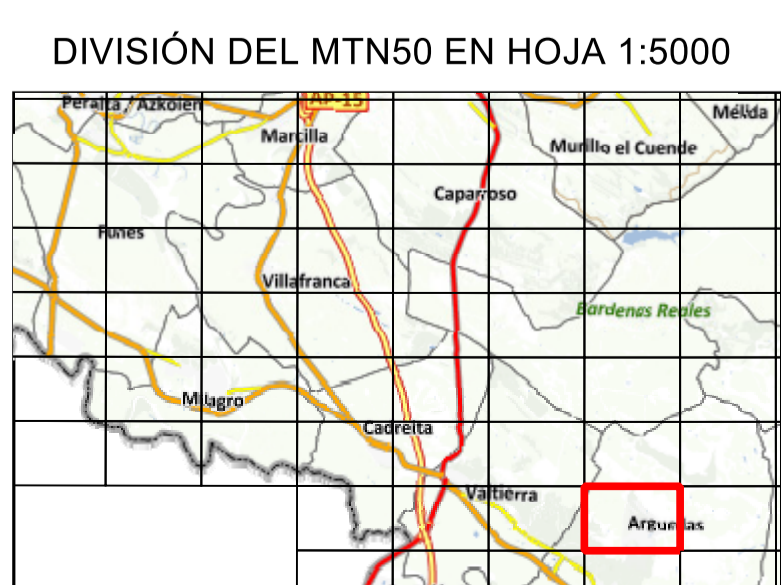 DIVISIÓN DEL MTN50 EN HOJA 1:5000
Peralta / Azkoien
AP-15
Mélida
Marcilla
Murillo el Cuende
Caparroso
Funes
Villafranca
Bardenas Reales
Milagro
Cadreita
Valtierra
Arguedas